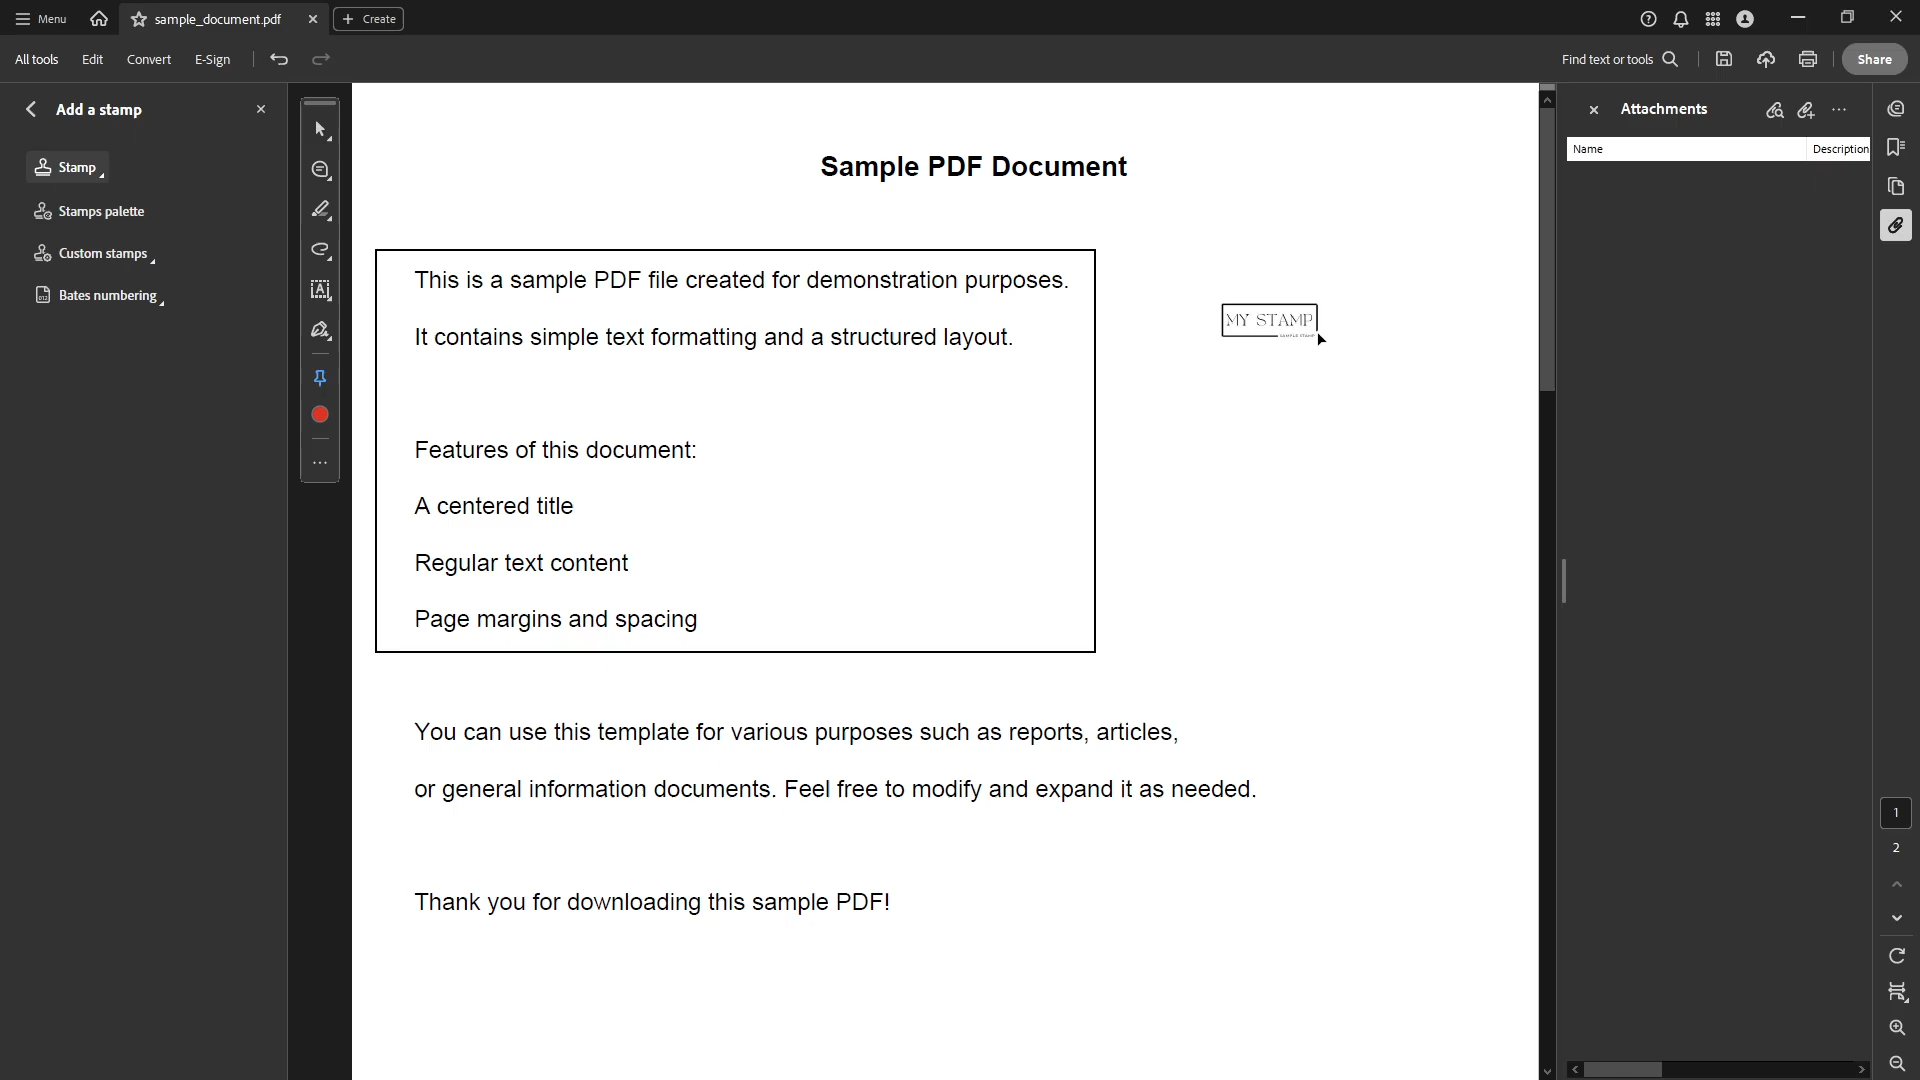 Menu
sample_document.pdf
Create
All tools
Edit
Convert
E-Sign
Find text or tools
Share
Add a stamp
Stamp
Stamps palette
Custom stamps
Bates numbering
Sample PDF Document
This is a sample PDF file created for demonstration purposes.
It contains simple text formatting and a structured layout.
MY STAMP
SAMPLE STAMP
Features of this document:
A centered title
Regular text content
Page margins and spacing
You can use this template for various purposes such as reports, articles,
or general information documents. Feel free to modify and expand it as needed.
Thank you for downloading this sample PDF!
Attachments
Name
Description
1
2